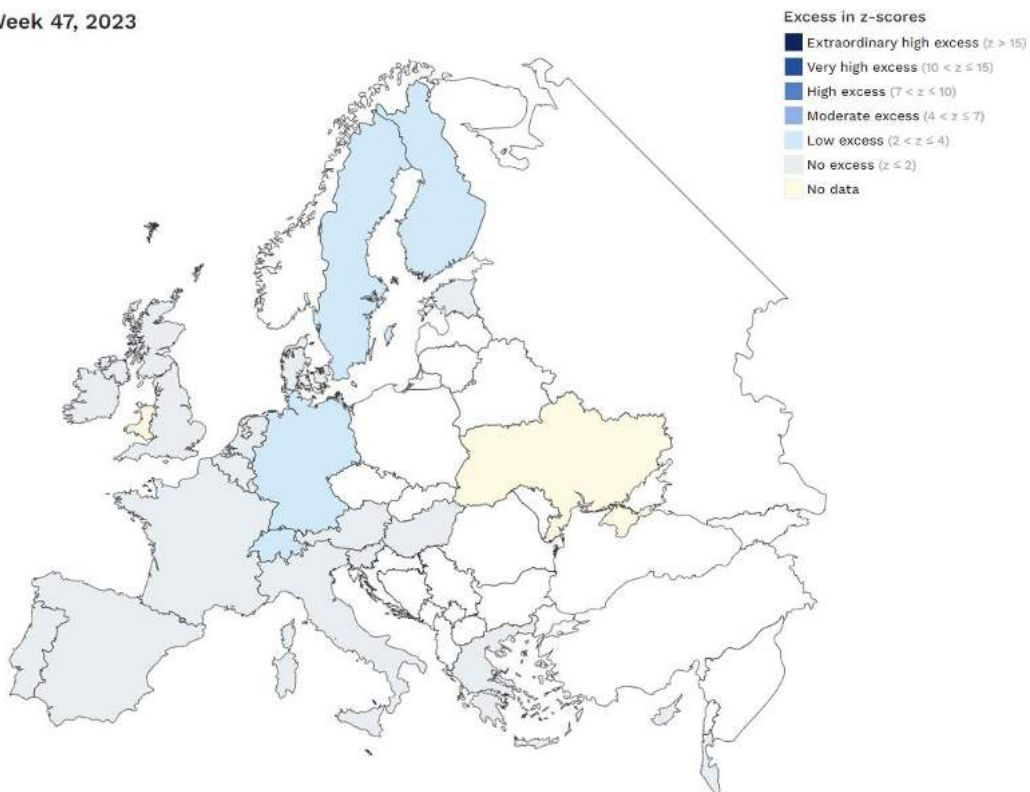 Week 47, 2023
Excess in z-scores
Extraordinary high excess (z > 15)
Very high excess (10 < z ≤ 15)
High excess (7 < z ≤ 10)
Moderate excess (4 < z ≤ 7)
Low excess (2 < z ≤ 4)
No excess (z ≤ 2)
No data